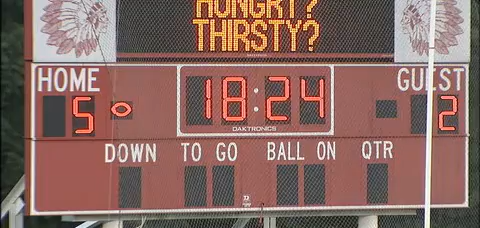 HUNGRY?
THIRSTY?
HOME 18:24 GUEST
5 2
DAKTRONICS
DOWN TO GO BALL ON QTR